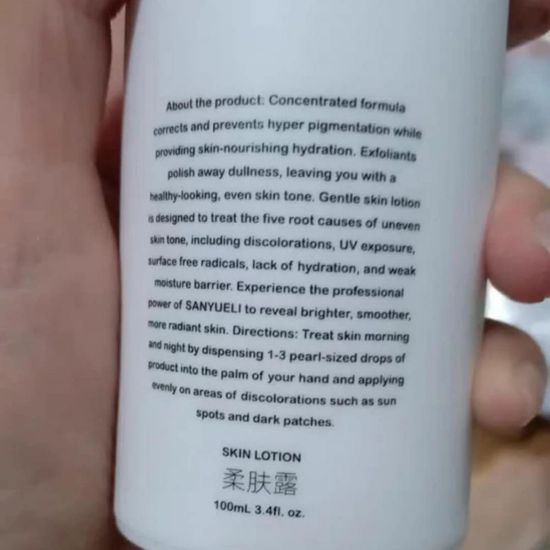 About the product: Concentrated formula
corrects and prevents hyper pigmentation while
providing skin-nourishing hydration. Exfoliants
polish away dullness, leaving you with a
healthy-looking, even skin tone. Gentle skin lotion
is designed to treat the five root causes of uneven
skin tone, including discolorations, UV exposure,
surface free radicals, lack of hydration, and weak
moisture barrier. Experience the professional
power of SANYUELI to reveal brighter, smoother,
more radiant skin. Directions: Treat skin morning
and night by dispensing 1-3 pearl-sized drops of
product into the palm of your hand and applying
evenly on areas of discolorations such as sun
spots and dark patches.
SKIN LOTION
柔肤露
100mL 3.4fl. oz.